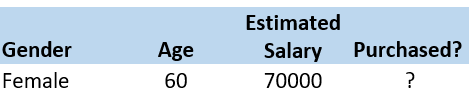 Estimated
Gender Age Salary Purchased?
Female 60 70000 ?